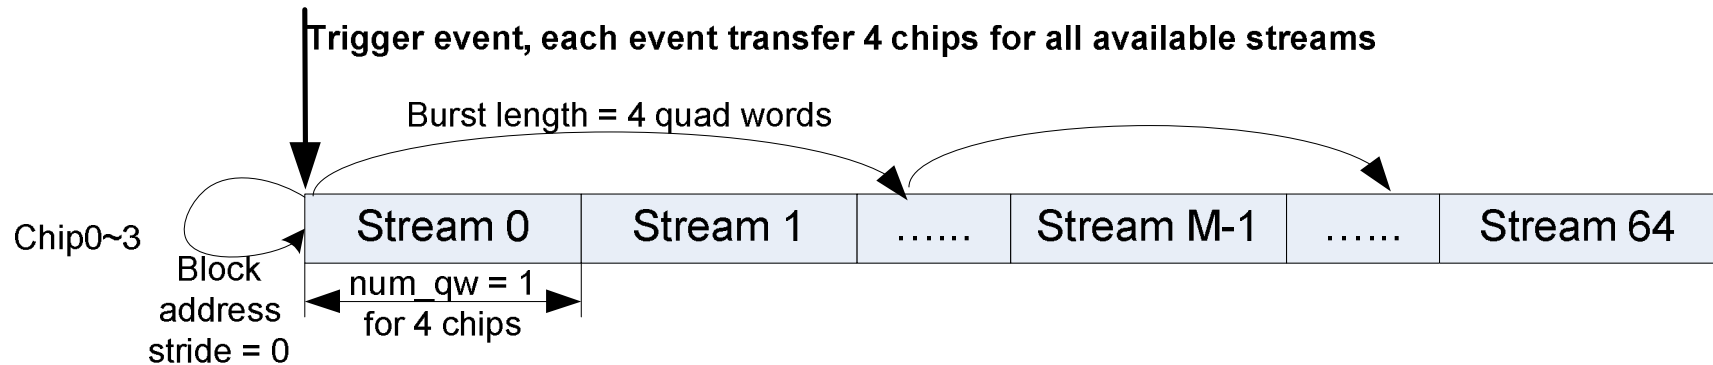 Trigger event, each event transfer 4 chips for all available streams
Burst length = 4 quad words
Chip0~3
Stream 0
Stream 1
......
Stream M-1
......
Stream 64
Block
address
stride = 0
num_qw = 1
for 4 chips